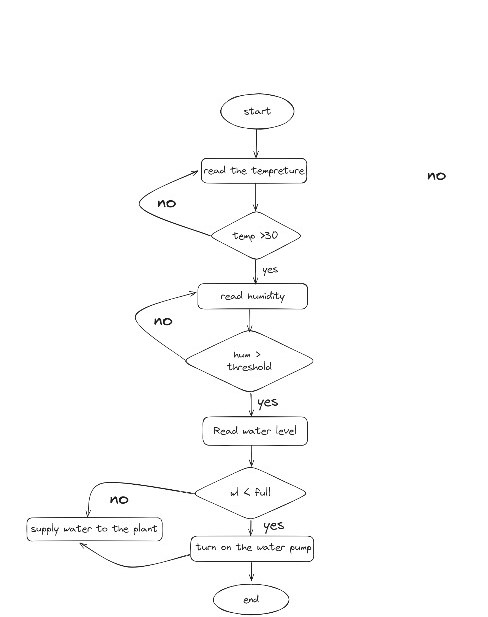 start
read the tempreture
no
no
temp >30
yes
read humidity
no
hum >
threshold
yes
Read water level
wl < full
no
yes
supply water to the plant
turn on the water pump
end